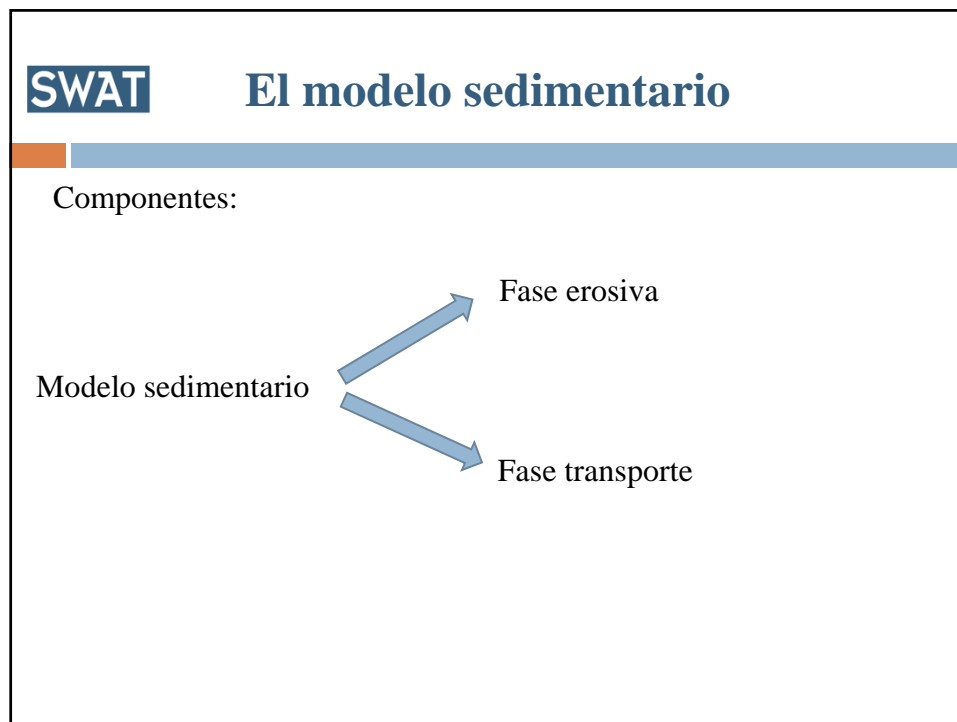 SWAT
El modelo sedimentario
Componentes:
Fase erosiva
Modelo sedimentario
Fase transporte